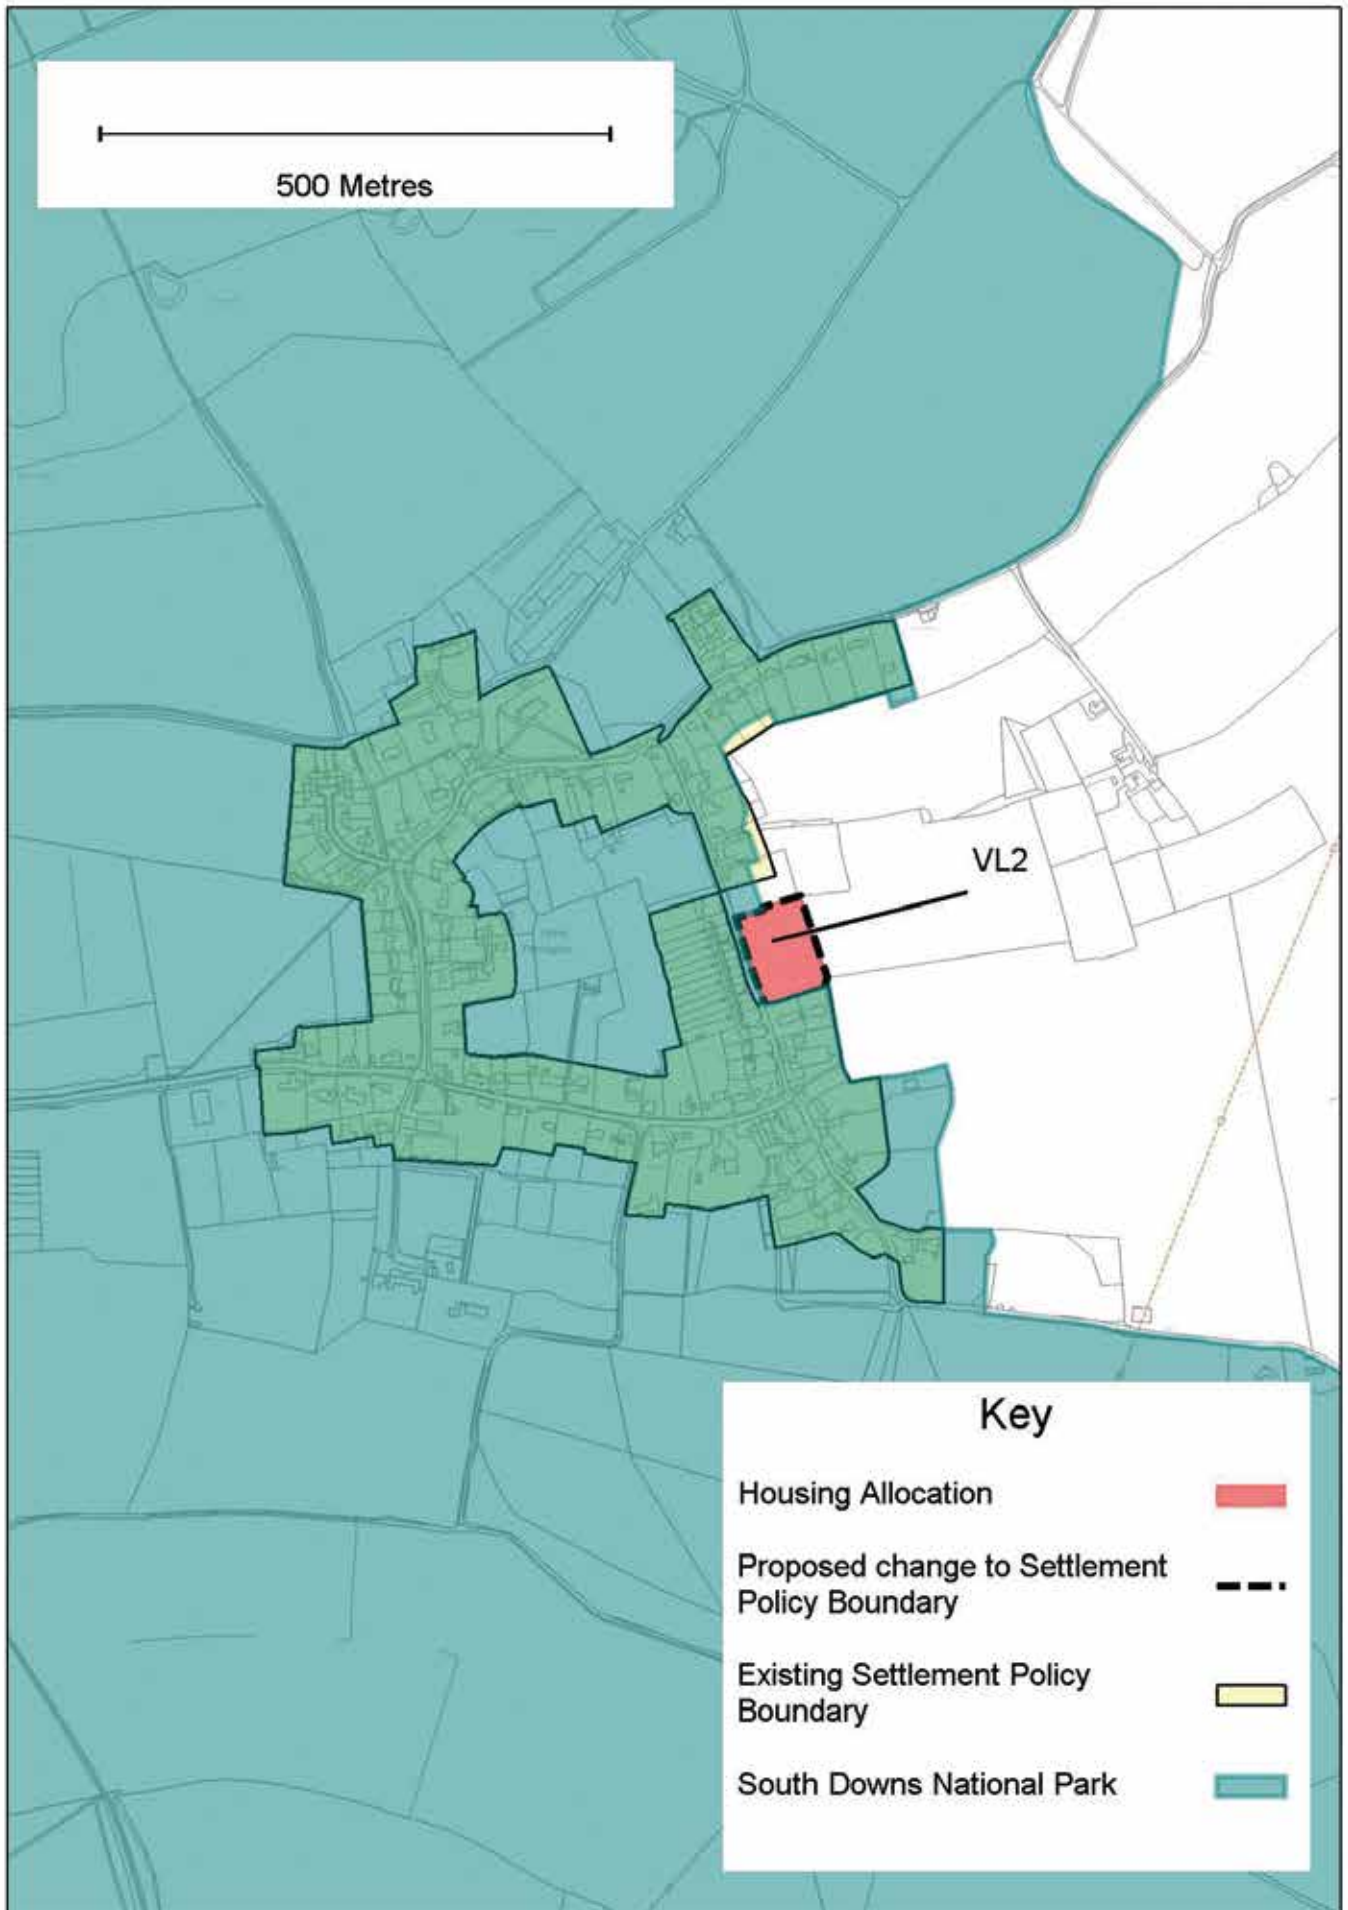 500 Metres
VL2
Key
Housing Allocation
Proposed change to Settlement
Policy Boundary
Existing Settlement Policy
Boundary
South Downs National Park